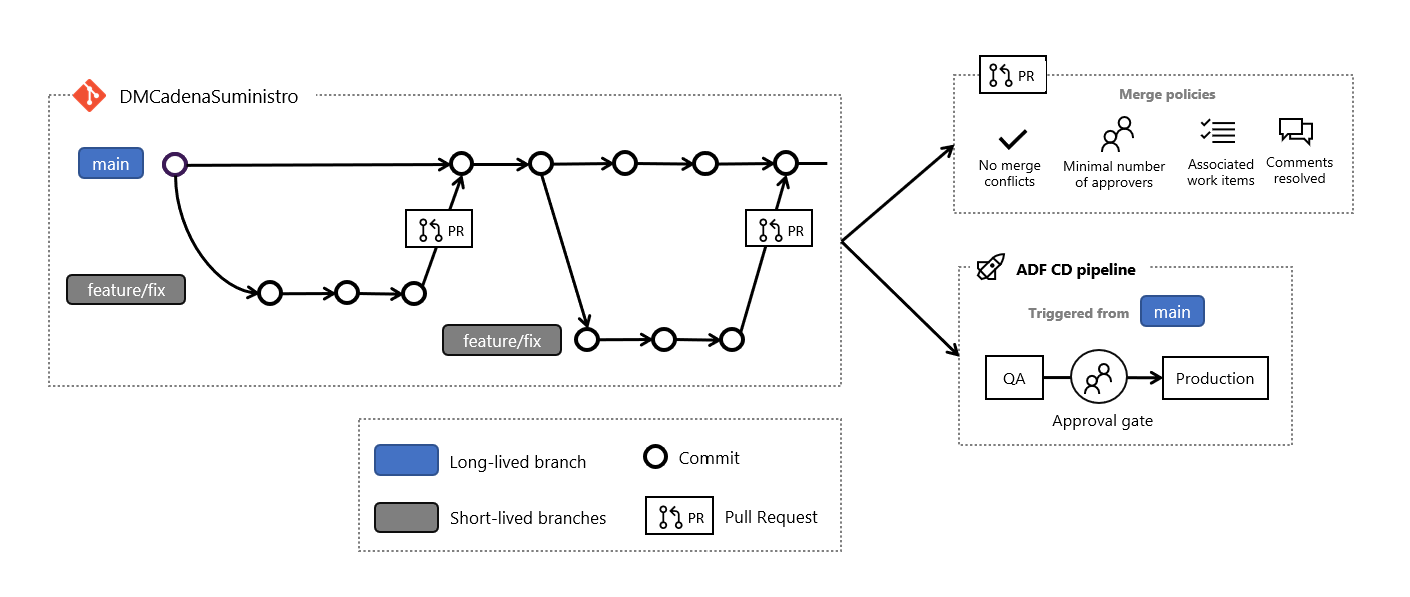 DMCadenaSuministro
main
PR
PR
feature/fix
feature/fix
PR
Merge policies
No merge
conflicts
Minimal number
of approvers
Associated
work items
Comments
resolved
ADF CD pipeline
Triggered from
main
QA
Production
Approval gate
Long-lived branch
Commit
Short-lived branches
PR
Pull Request